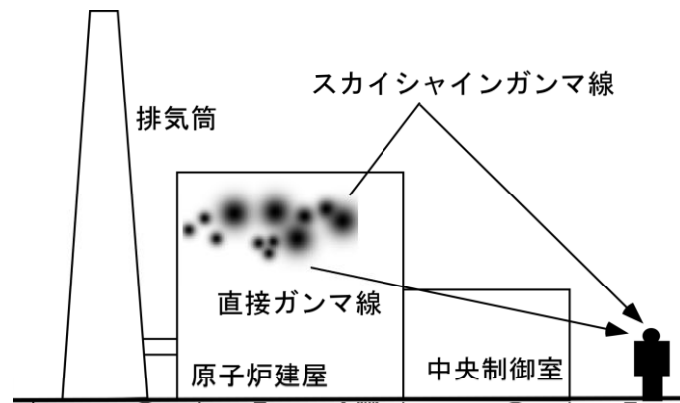 スカイシャインガンマ線
排気筒
直接ガンマ線
原子炉建屋
中央制御室